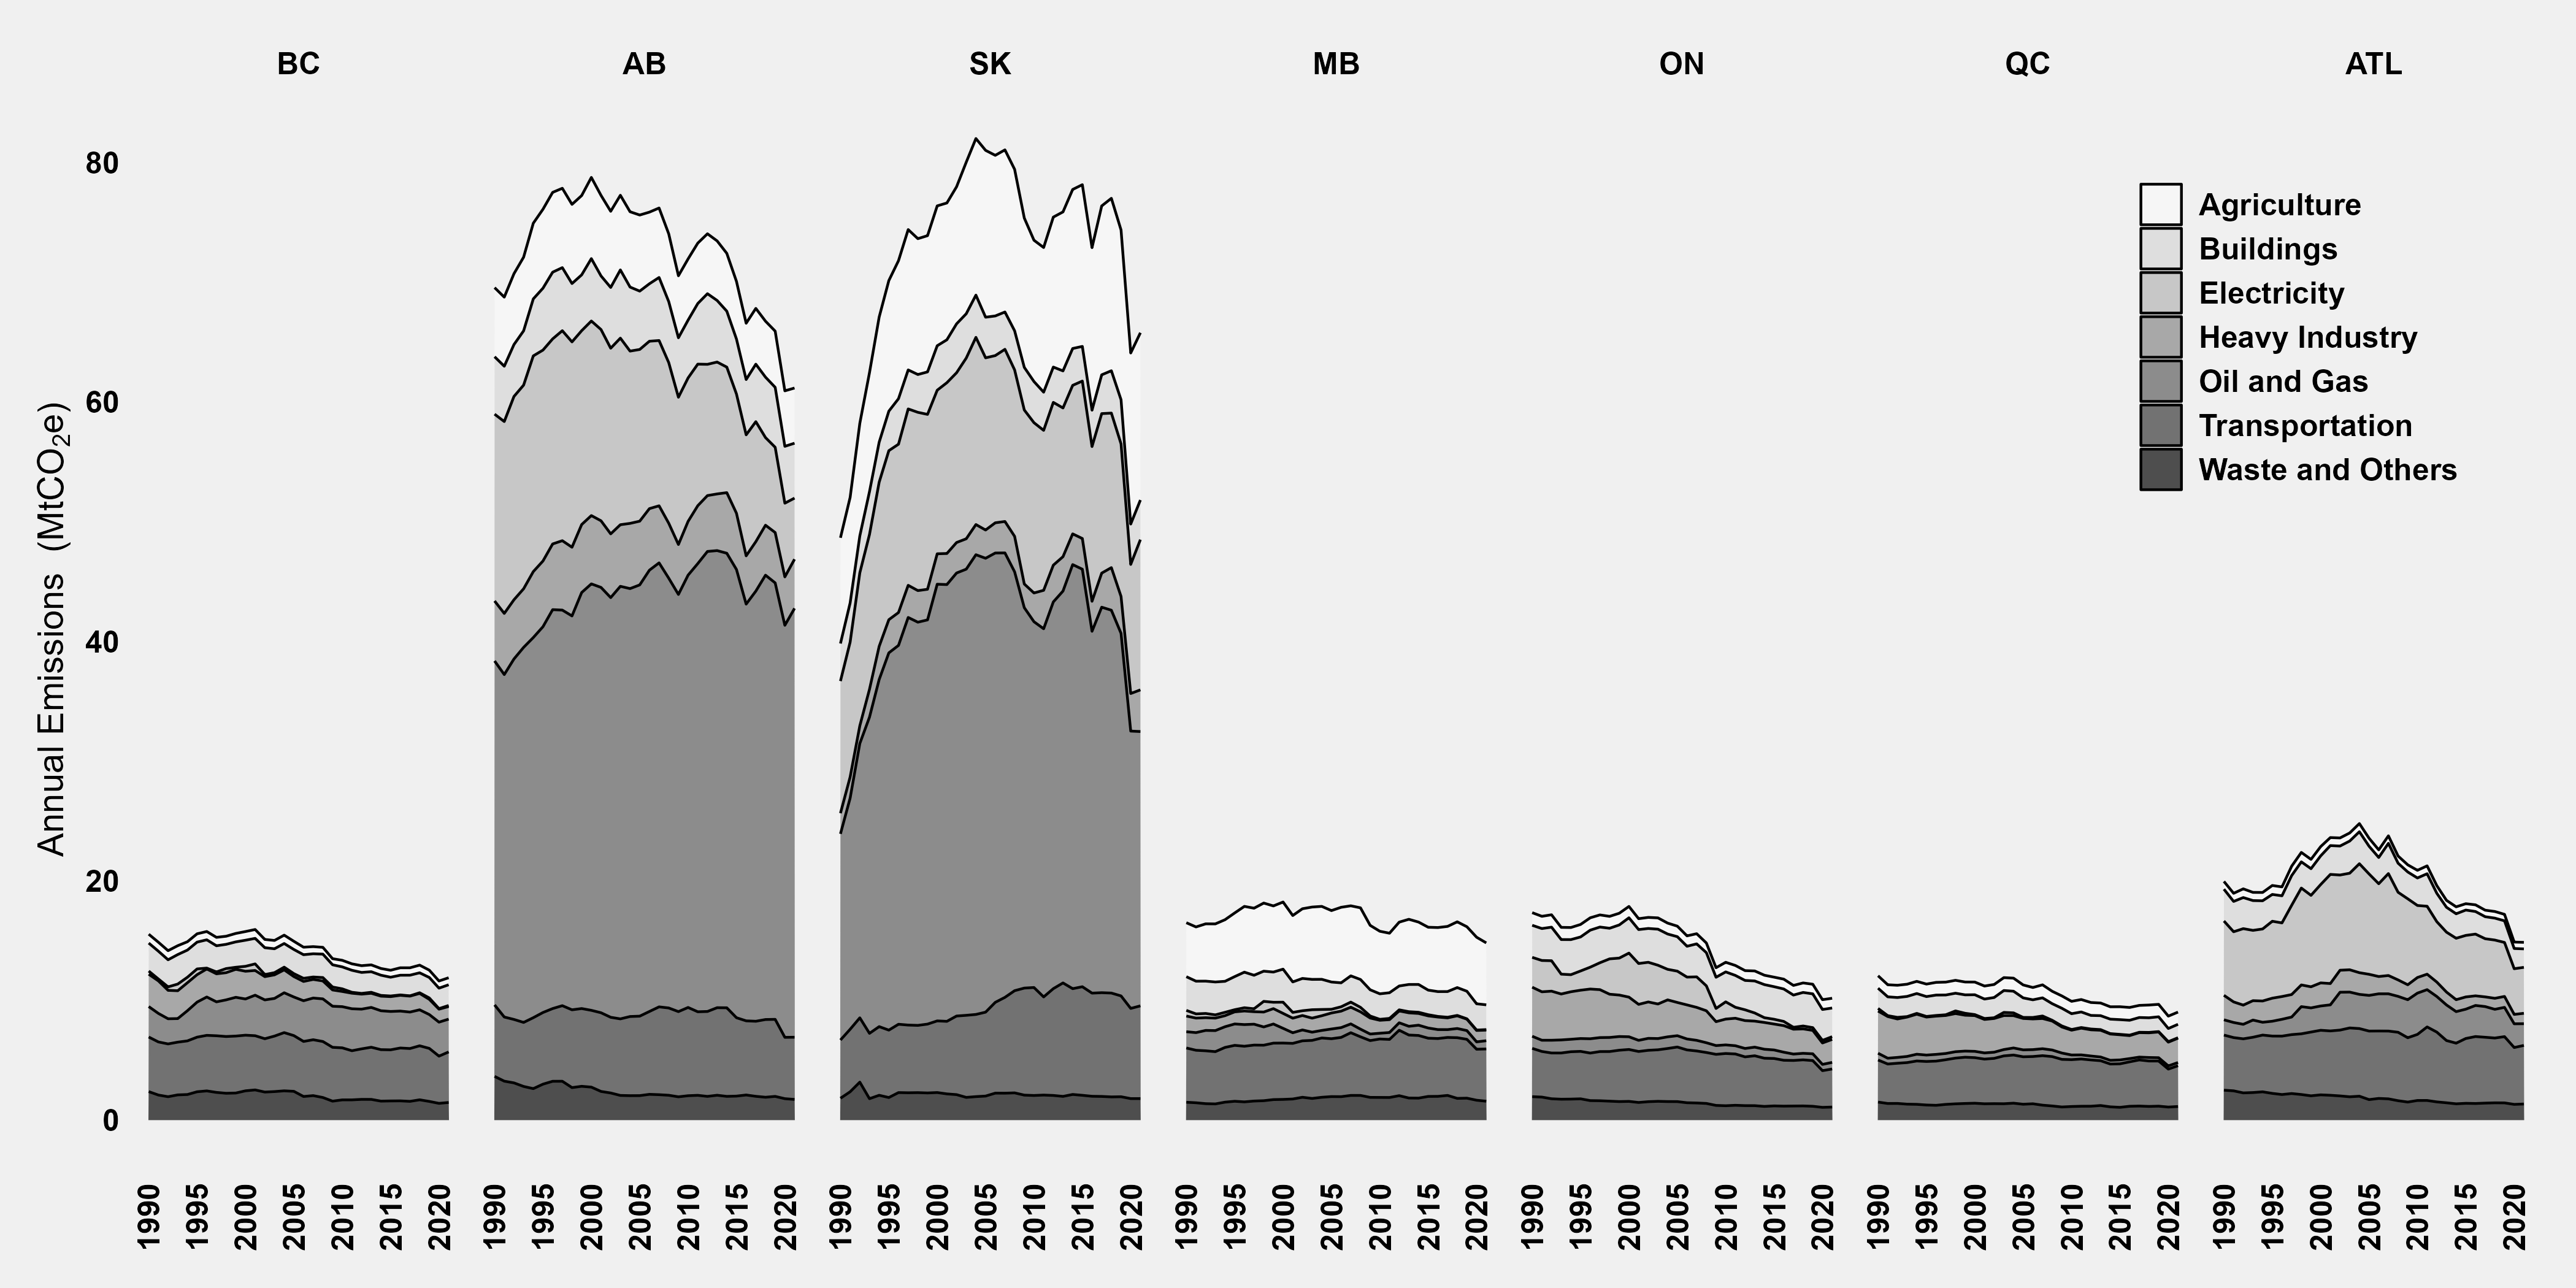 BC AB SK MB ON QC ATL
80
60
40
20
0
Annual Emissions (MtCO₂e)
Agriculture
Buildings
Electricity
Heavy Industry
Oil and Gas
Transportation
Waste and Others
1990 1995 2000 2005 2010 2015 2020 1990 1995 2000 2005 2010 2015 2020 1990 1995 2000 2005 2010 2015 2020 1990 1995 2000 2005 2010 2015 2020 1990 1995 2000 2005 2010 2015 2020 1990 1995 2000 2005 2010 2015 2020 1990 1995 2000 2005 2010 2015 2020